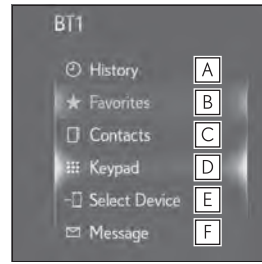 BT1
History A
Favorites B
Contacts C
Keypad D
Select Device E
Message F